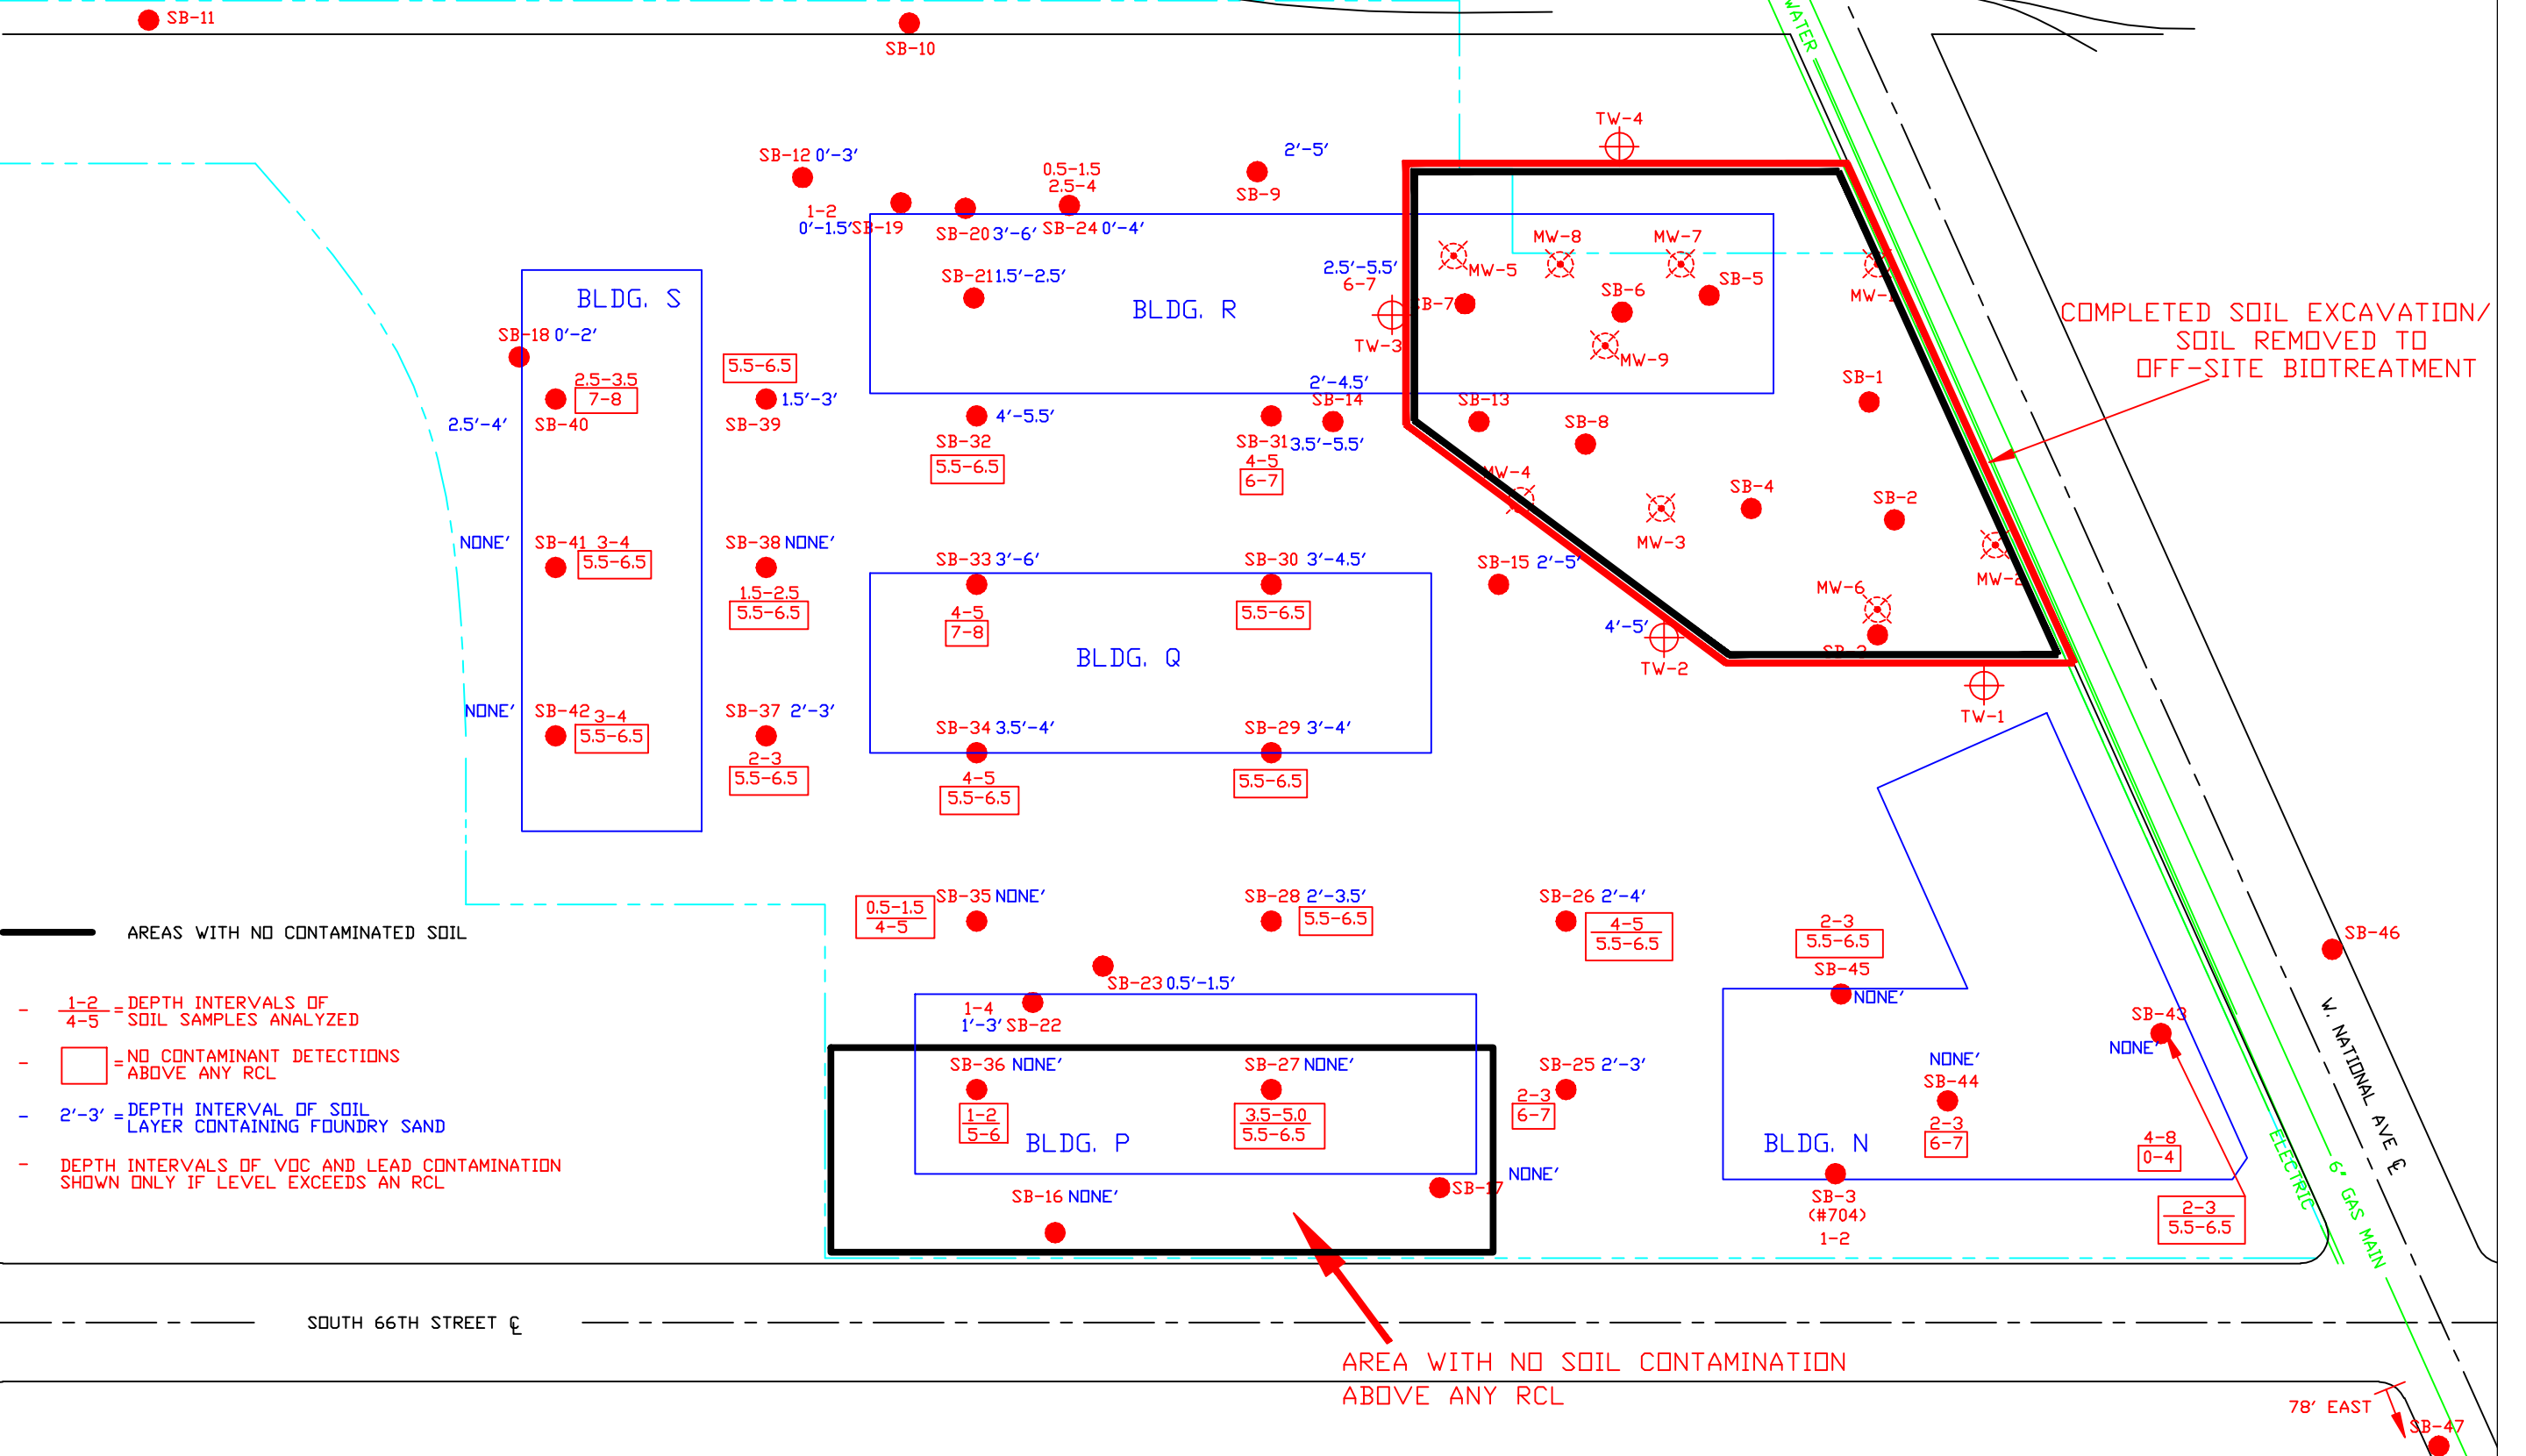 SB-11
SB-10
WATER
TW-4
SB-12 0'-3'
2'-5'
0.5-1.5
2.5-4
SB-9
1-2
0'-1.5' SB-19
SB-20 3'-6'
SB-24 0'-4'
MW-8
MW-7
SB-21 1.5'-2.5'
2.5'-5.5'
6-7
MW-5
SB-5
BLDG. S
BLDG. R
SB-7
SB-6
MW-1
COMPLETED SOIL EXCAVATION/
SOIL REMOVED TO
OFF-SITE BIOTREATMENT
SB-18 0'-2'
TW-3
MW-9
5.5-6.5
2.5-3.5
7-8
2'-4.5'
SB-1
1.5'-3'
SB-14
SB-13
2.5'-4'
SB-40
SB-39
4'-5.5'
SB-8
SB-32
SB-31 3.5'-5.5'
5.5-6.5
4-5
6-7
MW-4
SB-4
SB-2
NONE'
SB-41 3-4
5.5-6.5
SB-38 NONE'
MW-3
SB-33 3'-6'
SB-30 3'-4.5'
SB-15 2'-5'
MW-2
MW-6
1.5-2.5
5.5-6.5
4-5
7-8
5.5-6.5
4'-5'
BLDG. Q
TW-2
NONE'
SB-42 3-4
5.5-6.5
SB-37 2'-3'
TW-1
SB-34 3.5'-4'
SB-29 3'-4'
2-3
5.5-6.5
4-5
5.5-6.5
5.5-6.5
0.5-1.5
4-5
SB-35 NONE'
SB-28 2'-3.5'
5.5-6.5
SB-26 2'-4'
4-5
5.5-6.5
2-3
5.5-6.5
SB-45
NONE'
SB-46
AREAS WITH NO CONTAMINATED SOIL
SB-23 0.5'-1.5'
1-4
1'-3' SB-22
1-2
4-5
= DEPTH INTERVALS OF
SOIL SAMPLES ANALYZED
SB-43
NONE'
W. NATIONAL AVE ℄
= NO CONTAMINANT DETECTIONS
ABOVE ANY RCL
SB-36 NONE'
SB-27 NONE'
SB-25 2'-3'
NONE'
SB-44
1-2
5-6
3.5-5.0
5.5-6.5
2-3
6-7
2-3
6-7
4-8
0-4
- 2'-3' = DEPTH INTERVAL OF SOIL
LAYER CONTAINING FOUNDRY SAND
BLDG. P
BLDG. N
ELECTRIC
6" GAS MAIN
- DEPTH INTERVALS OF VOC AND LEAD CONTAMINATION
SHOWN ONLY IF LEVEL EXCEEDS AN RCL
SB-16 NONE'
SB-17
NONE'
SB-3
(#704)
1-2
2-3
5.5-6.5
SOUTH 66TH STREET ℄
AREA WITH NO SOIL CONTAMINATION
ABOVE ANY RCL
78' EAST
SB-47